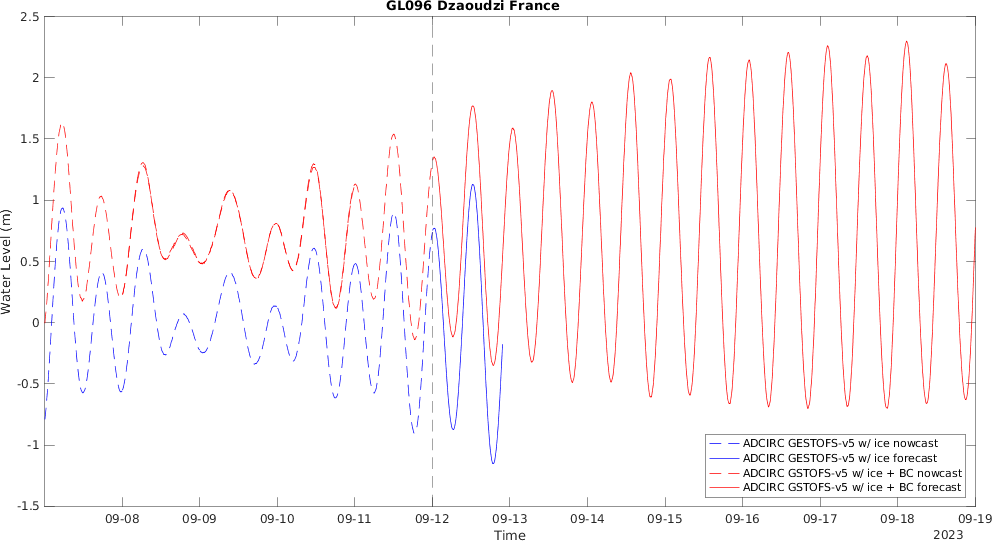 GL096 Dzaoudzi France
2.5
2
1.5
1
0.5
0
-0.5
-1
-1.5
Water Level (m)
09-08 09-09 09-10 09-11 09-12 09-13 09-14 09-15 09-16 09-17 09-18 09-19
Time
2023
ADCIRC GESTOFS-v5 w/ ice nowcast
ADCIRC GESTOFS-v5 w/ ice forecast
ADCIRC GSTOFS-v5 w/ ice + BC nowcast
ADCIRC GSTOFS-v5 w/ ice + BC forecast